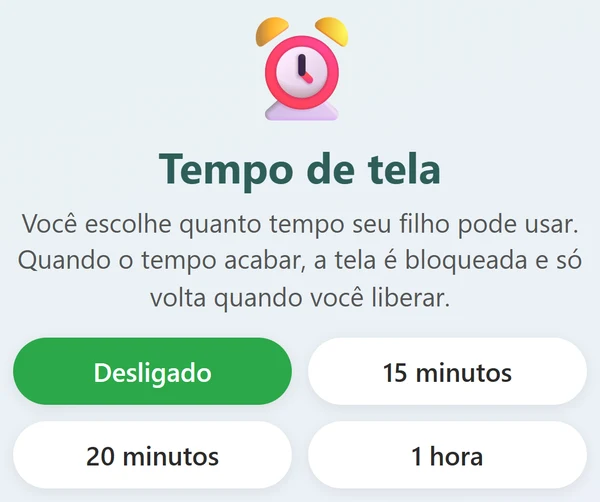 Tempo de tela
Você escolhe quanto tempo seu filho pode usar.
Quando o tempo acabar, a tela é bloqueada e só
volta quando você liberar.
Desligado
15 minutos
20 minutos
1 hora